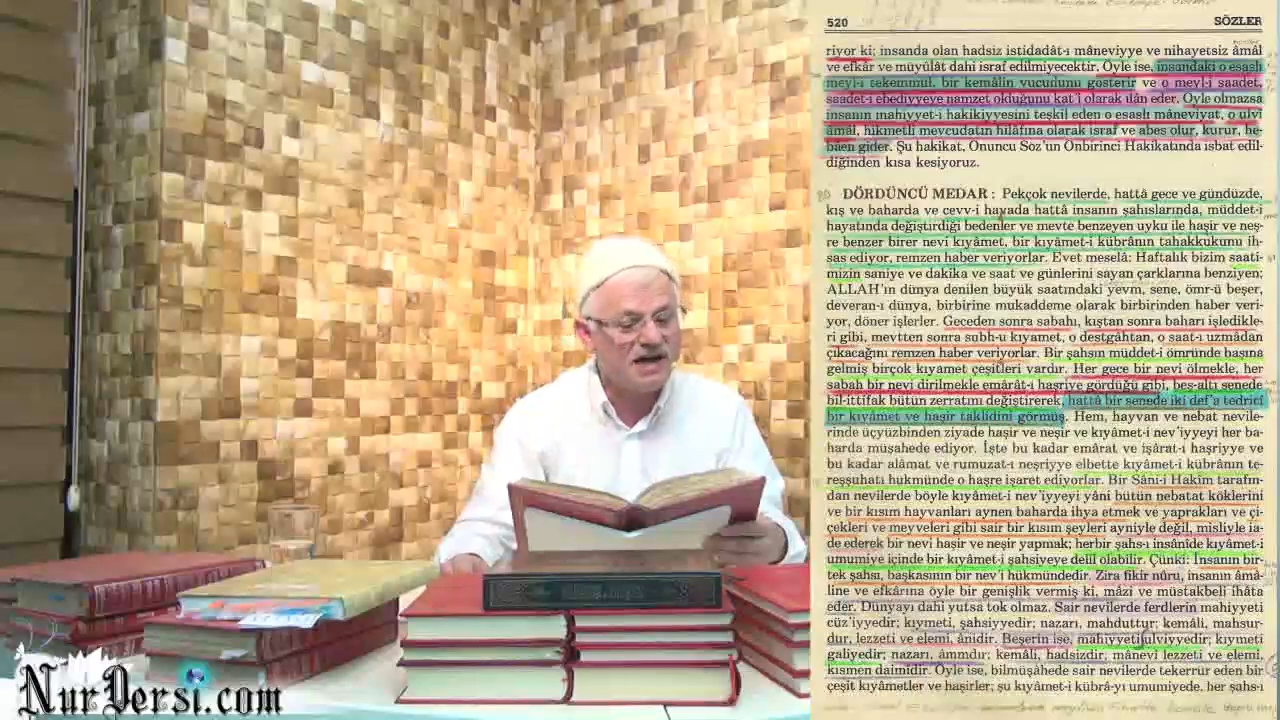 520 SÖZLER
riyor ki; insanda olan hadsiz istidadât-ı mâneviyye ve nihayetsiz âmâl
ve efkâr ve müyûlât dahi israf edilmiyecektir. Öyle ise, insandaki o esaslı
meyl-i tekemmül, bir kemâlin vücudunu gösterir ve o meyl-i saadet,
saadet-i ebediyyeye namzet olduğunu kat'i olarak ilân eder. Öyle olmazsa
insanın mahiyyet-i hakikiyyesini teşkil eden o esaslı mâneviyat, o ulvî
âmâl, hikmetli mevcudatın hilâfına olarak israf ve abes olur, kurur, he-
bâen gider. Şu hakikat, Onuncu Söz'ün Onbirinci Hakikatında isbat edil-
diğinden kısa kesiyoruz.
DÖRDÜNCÜ MEDAR : Pekçok nevilerde, hattâ gece ve gündüzde,
kış ve baharda ve cevv-i havada hattâ insanın şahıslarında, müddet-i
hayatında değiştirdiği bedenler ve mevte benzeyen uyku ile haşir ve neş-
re benzer birer nevi kıyâmet, bir kıyâmet-i kübrânın tahakkukunu ih-
sas ediyor, remzen haber veriyorlar. Evet meselâ: Haftalık bizim saati-
mizin saniye ve dakika ve saat ve günlerini sayan çarklarına benziyen;
ALLAH'ın dünya denilen büyük saatındaki yevm, sene, ömr-ü beşer,
deveran-ı dünya, birbirine mukaddeme olarak birbirinden haber veri-
yor, döner işlerler. Geceden sonra sabahı, kıştan sonra baharı işledikle-
ri gibi, mevtten sonra subh-u kıyamet, o destgâhtan, o saat-ı uzmâdan
çıkacağını remzen haber veriyorlar. Bir şahsın müddet-i ömründe başına
gelmiş birçok kıyamet çeşitleri vardır. Her gece bir nevi ölmekle, her
sabah bir nevi dirilmekle emârât-ı haşriye gördüğü gibi, beş-altı senede
bil-ittifak bütün zerratını değiştirerek, hattâ bir senede iki def'a tedricî
bir kıyâmet ve haşir taklidini görmüş. Hem, hayvan ve nebat nevile-
rinde üçyüzbinden ziyade haşir ve neşir ve kıyâmet-i nev'iyyeyi her ba-
harda müşahede ediyor. İşte bu kadar emârat ve işârat-ı haşriyye ve
bu kadar alâmat ve rumuzat-ı neşriyye elbette kıyâmet-i kübrânın te-
reşşuhatı hükmünde o haşre işaret ediyorlar. Bir Sâni-i Hakîm tarafın-
dan nevilerde böyle kıyâmet-i nev'iyyeyi yâni bütün nebatat köklerini
ve bir kısım hayvanları aynen baharda ihya etmek ve yaprakları ve çi-
çekleri ve meyveleri gibi sair bir kısım şeyleri ayniyle değil, misliyle ia-
de ederek bir nevi haşir ve neşir yapmak; herbir şahs-ı insânide kıyâmet-i
umumiye içinde bir kıyâmet-i şahsiyeye delil olabilir. Çünki: İnsanın bir-
tek şahsı, başkasının bir nev'i hükmündedir. Zira fikir nûru, insanın âmâ-
line ve efkârına öyle bir genişlik vermiş ki, mâzi ve müstakbeli ihâta
eder. Dünyayı dahi yutsa tok olmaz. Sair nevilerde ferdlerin mahiyyeti
cüz'iyyedir; kıymeti, şahsiyyedir; nazarı, mahduttur; kemâli, mahsur-
dur, lezzeti ve elemi, ânidir. Beşerin ise, mahiyyeti ulviyyedir; kıymeti
galiyedir; nazarı, âmmdır; kemâli, hadsizdir, mânevi lezzeti ve elemi,
kısmen daimidir. Öyle ise, bilmüşahede sair nevilerde tekerrur eden bir
çeşit kıyâmetler ve haşirler; şu kıyâmet-i kübrâ-yı umumiyede, her şahs-ı
NurDersi.com